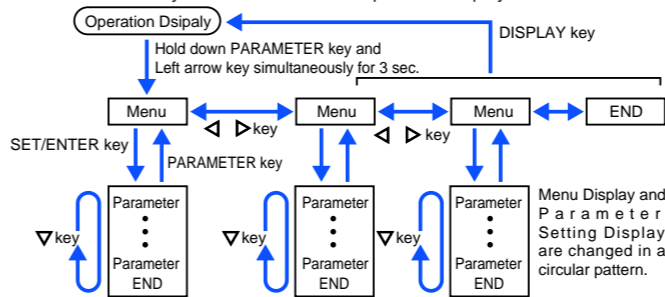 Operation Dsipaly
DISPLAY key
Hold down PARAMETER key and
Left arrow key simultaneously for 3 sec.
Menu
Menu
Menu
END
key
key
SET/ENTER key
PARAMETER key
Parameter
Parameter
END
key
Parameter
Parameter
END
key
Parameter
Parameter
END
key
Menu Display and
Parameter
Setting Display
are changed in a
circular pattern.